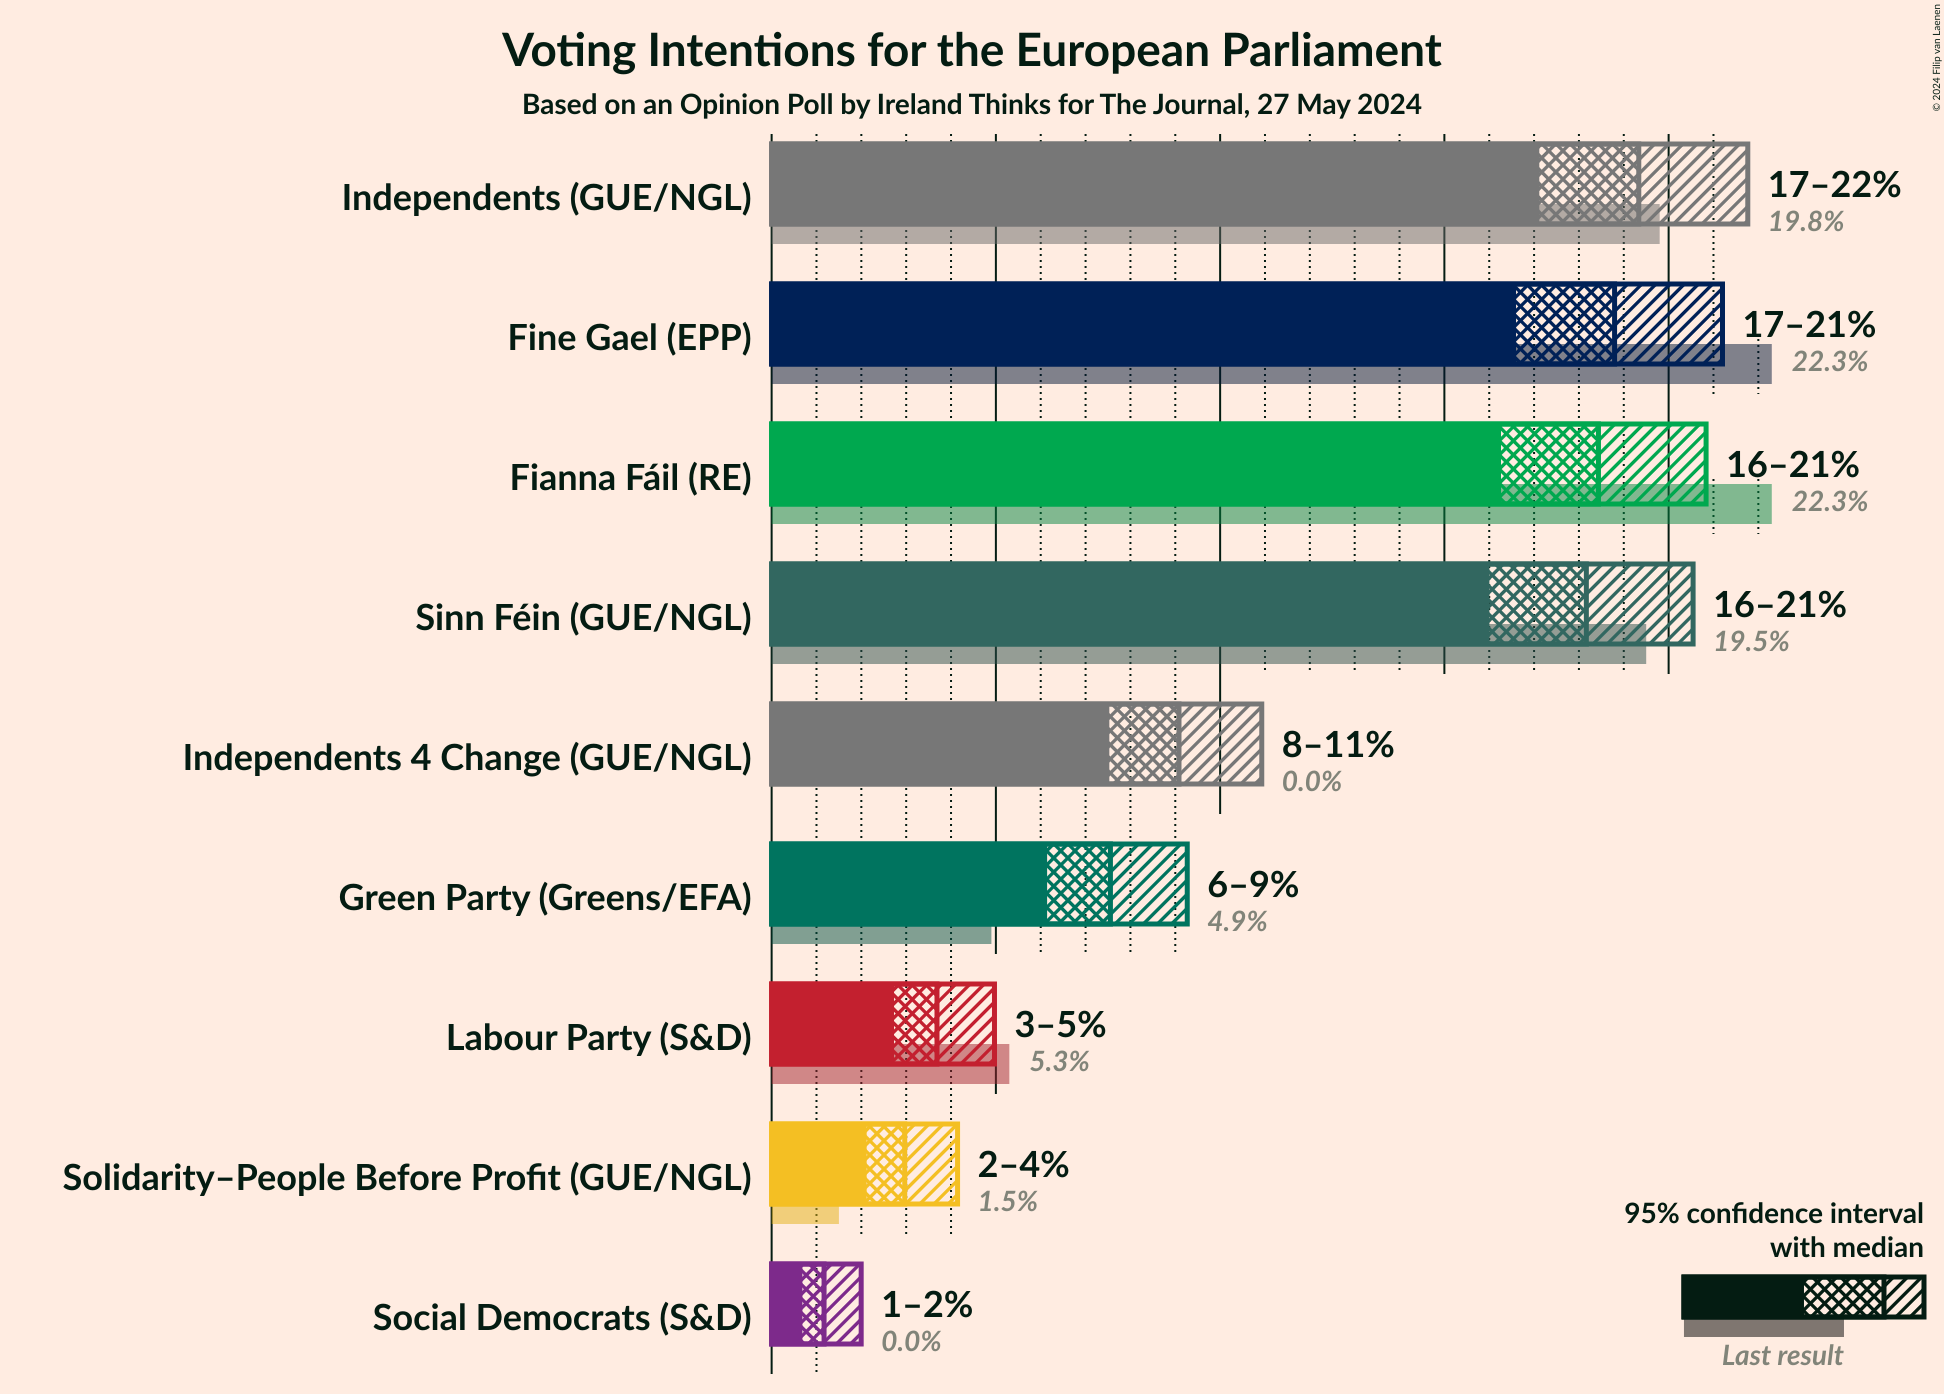 Voting Intentions for the European Parliament
Based on an Opinion Poll by Ireland Thinks for The Journal, 27 May 2024
© 2024 Filip van Laenen
Independents (GUE/NGL)
17–22%
19.8%
Fine Gael (EPP)
17–21%
22.3%
Fianna Fáil (RE)
16–21%
22.3%
Sinn Féin (GUE/NGL)
16–21%
19.5%
Independents 4 Change (GUE/NGL)
8–11%
0.0%
Green Party (Greens/EFA)
6–9%
4.9%
Labour Party (S&D)
3–5%
5.3%
Solidarity–People Before Profit (GUE/NGL)
2–4%
1.5%
Social Democrats (S&D)
1–2%
0.0%
95% confidence interval
with median
Last result